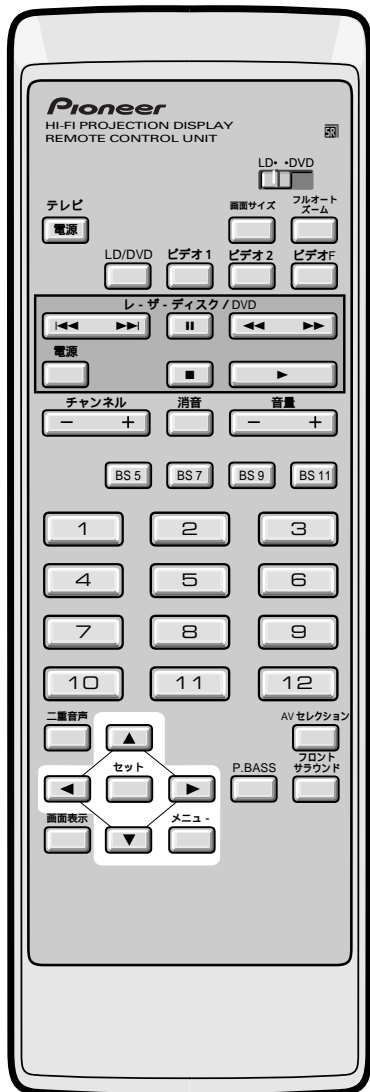 Pioneer
HI-FI PROJECTION DISPLAY
REMOTE CONTROL UNIT
SR
LD• •DVD
テレビ
画面サイズ
フルオート
ズーム
電源
LD/DVD ビデオ1 ビデオ2 ビデオF
レ-ザ-ディスク/DVD
電源
チャンネル 消音 音量
− + − +
BS 5 BS 7 BS 9 BS 11
1 2 3
4 5 6
7 8 9
10 11 12
二重音声 AVセレクション
セット P.BASS フロント
サラウンド
画面表示 メニュ-